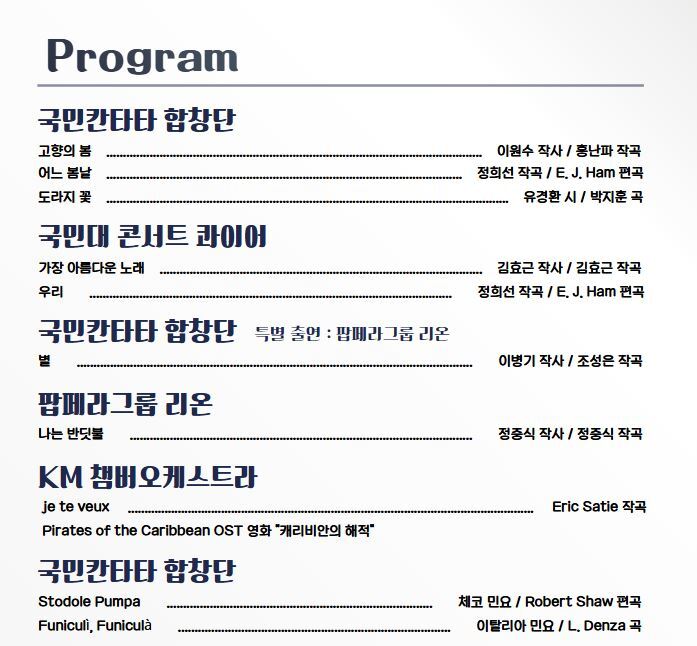 Program
국민칸타타 합창단
고향의 봄 ........ 이원수 작사 / 홍난파 작곡
어느 봄날 ........ 정희선 작곡 / E. J. Ham 편곡
도라지 꽃 ........ 유경환 시 / 박지훈 곡
국민대 콘서트 콰이어
가장 아름다운 노래 ........ 김효근 작사 / 김효근 작곡
우리 ........ 정희선 작곡 / E. J. Ham 편곡
국민칸타타 합창단 특별 출연 : 팝페라그룹 리온
별 ........ 이병기 작사 / 조성은 작곡
팝페라그룹 리온
나는 반딧불 ........ 정중식 작사 / 정중식 작곡
KM 챔버오케스트라
je te veux ........ Eric Satie 작곡
Pirates of the Caribbean OST 영화 "캐리비안의 해적"
국민칸타타 합창단
Stodole Pumpa ........ 체코 민요 / Robert Shaw 편곡
Funiculì, Funiculà ........ 이탈리아 민요 / L. Denza 곡